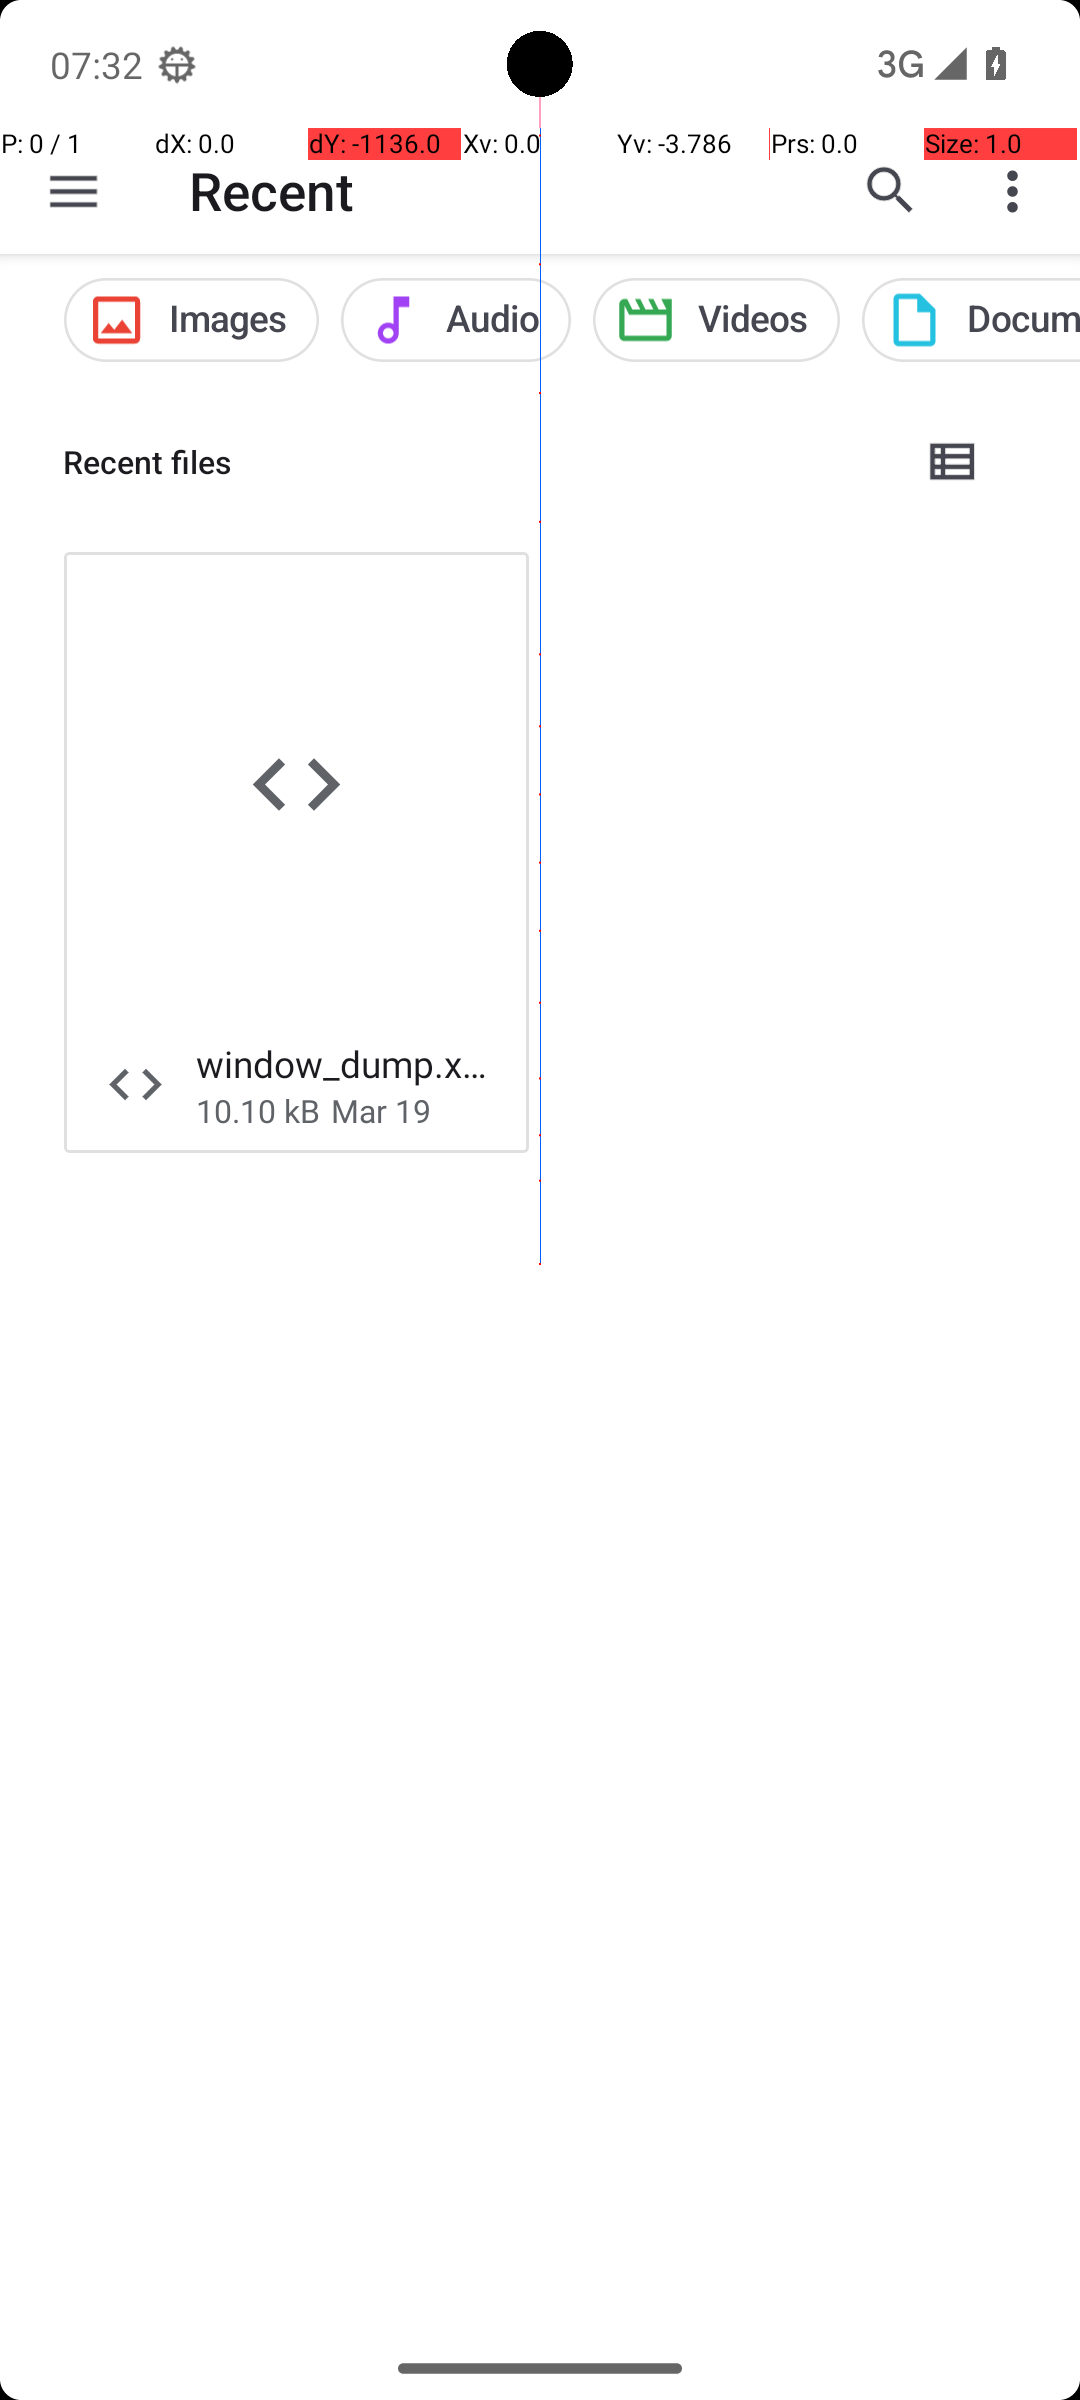 07:32 3G
P: 0 / 1 dX: 0.0 dY: -1136.0 Xv: 0.0 Yv: -3.786 Prs: 0.0 Size: 1.0
Recent
Images Audio Videos Docum
Recent files
window_dump.x...
10.10 kB Mar 19